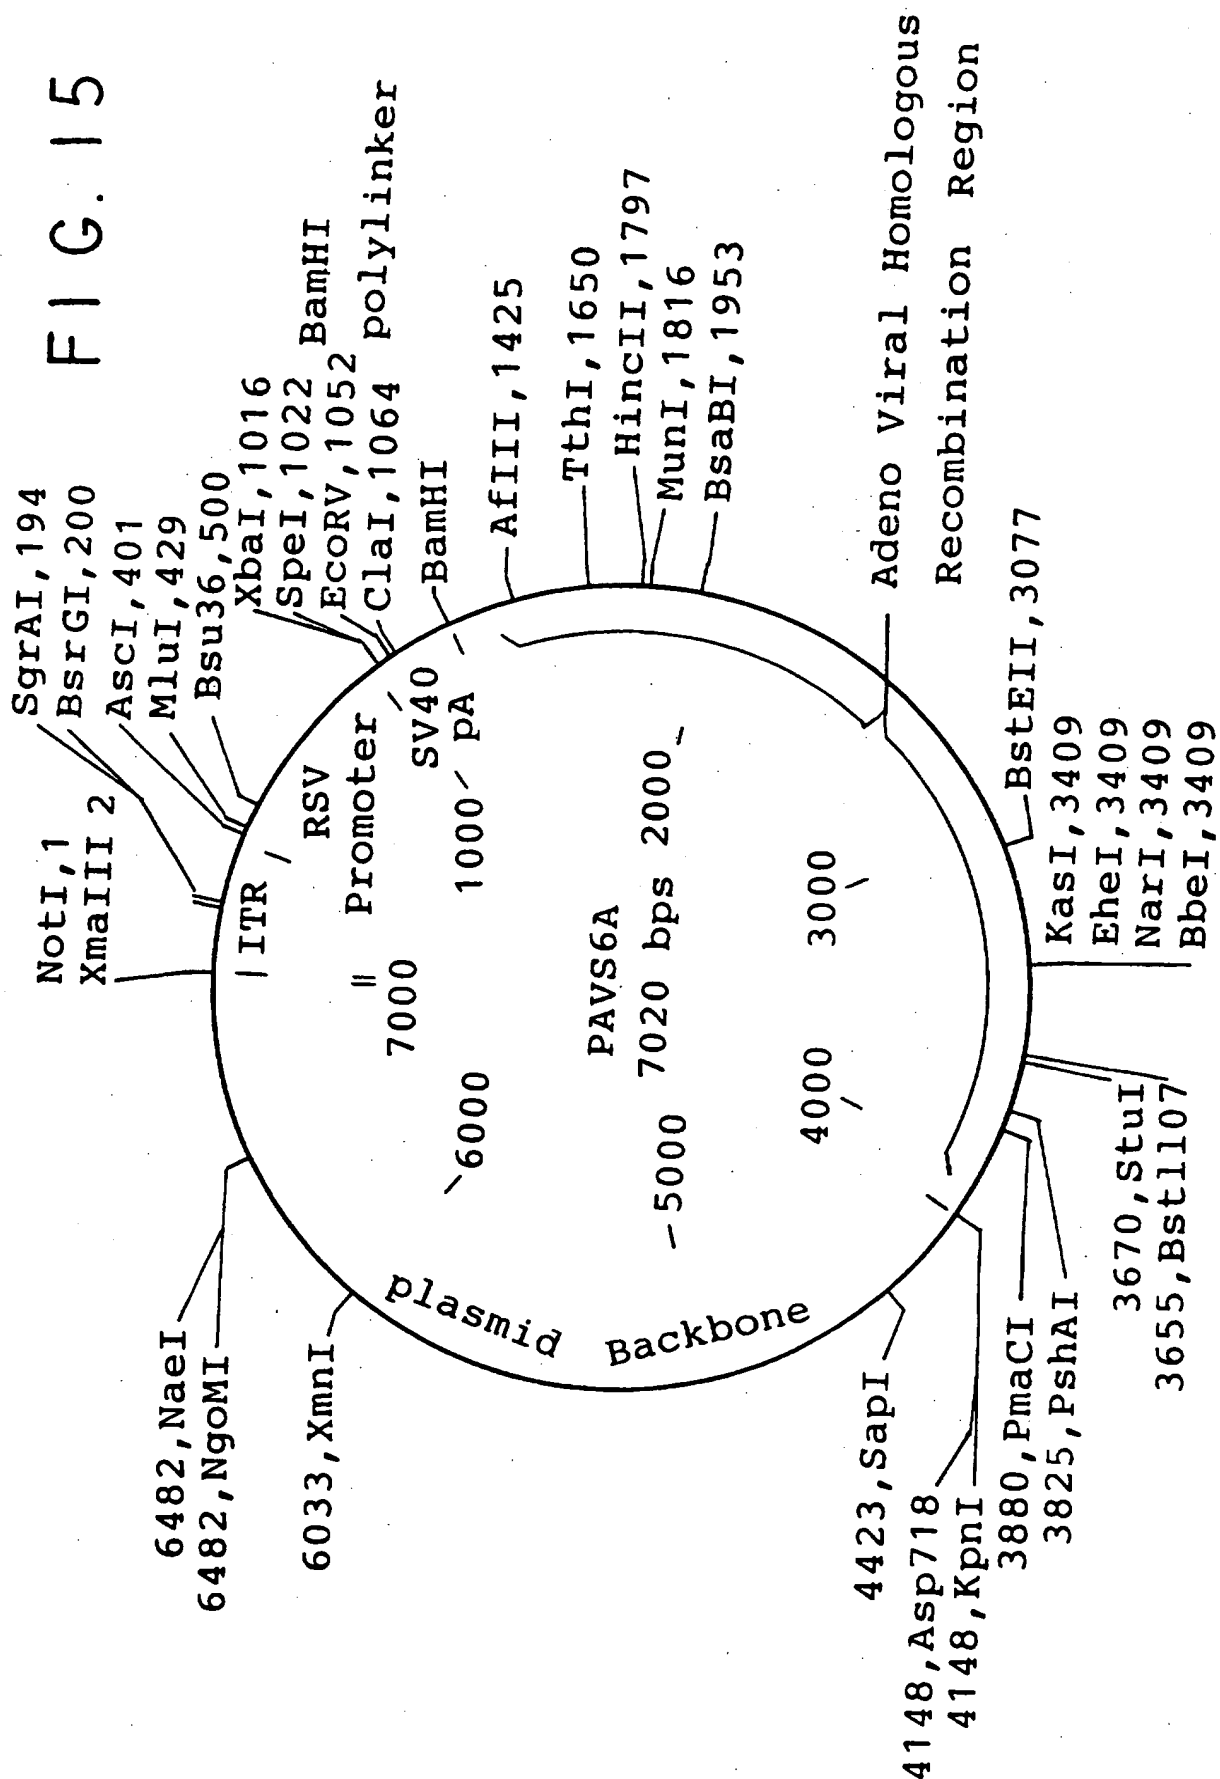 FIG. 15
NotI,1
XmaIII 2
SgrAI,194
BsrGI,200
AscI,401
MluI,429
Bsu36,500
XbaI,1016
SpeI,1022 BamHI
EcoRV,1052
ClaI,1064 polylinker
BamHI
AflII,1425
TthI,1650
HincII,1797
MunI,1816
BsaBI,1953
Adeno Viral Homologous
Recombination Region
BstEII,3077
KasI,3409
EheI,3409
NarI,3409
BbeI,3409
3670,StuI
3655,Bst1107
3880,PmaCI
3825,PshAI
4148,Asp718
4148,KpnI
4423,SapI
6033,XmnI
6482,NaeI
6482,NgoMI
ITR
RSV
Promoter
SV40
pA
1000
2000
3000
4000
5000
6000
7000
PAVS6A
7020 bps
plasmid Backbone